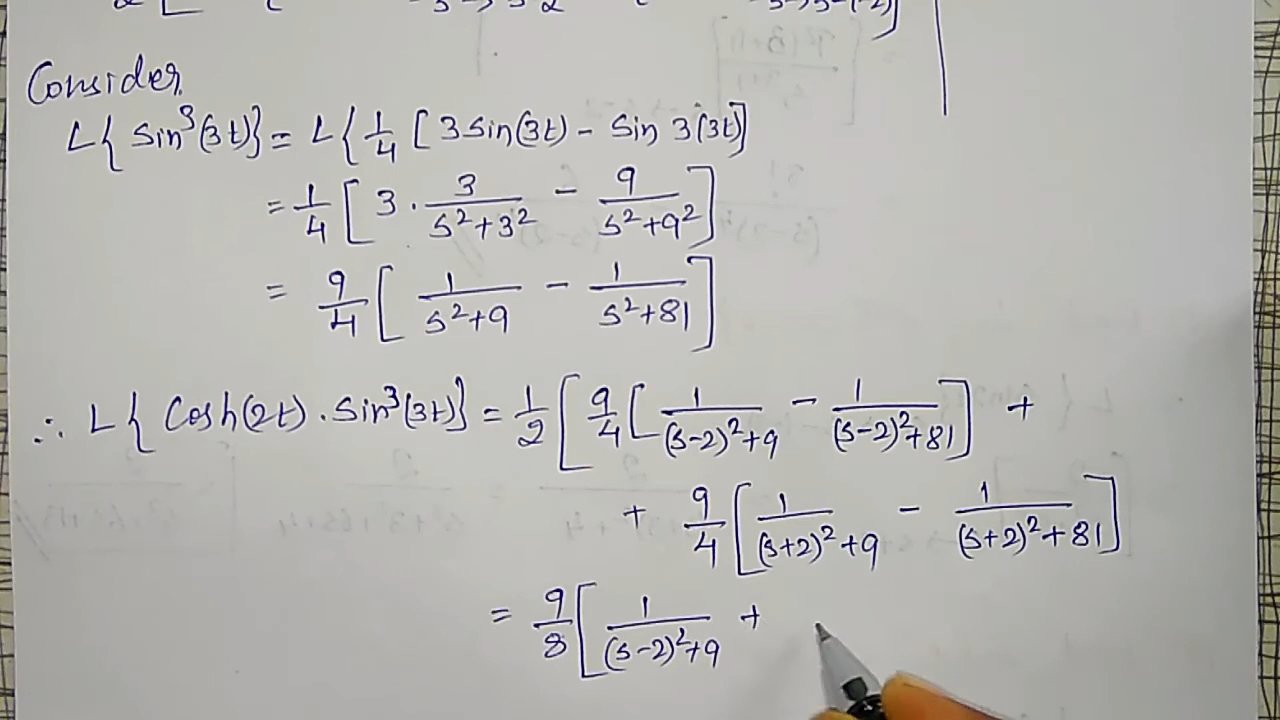 Consider
L{ Sin³(3t)} = L{ 1/4 [ 3 Sin(3t) - Sin 3(3t)]
= 1/4 [ 3 · 3/(s²+3²) - 9/(s²+9²) ]
= 9/4 [ 1/(s²+9) - 1/(s²+81) ]
∴ L{ Cosh(2t) · Sin³(3t)} = 1/2 [ 9/4 [ 1/((s-2)²+9) - 1/((s-2)²+81) ] +
+ 9/4 [ 1/((s+2)²+9) - 1/((s+2)²+81) ]
= 9/8 [ 1/((s-2)²+9) +